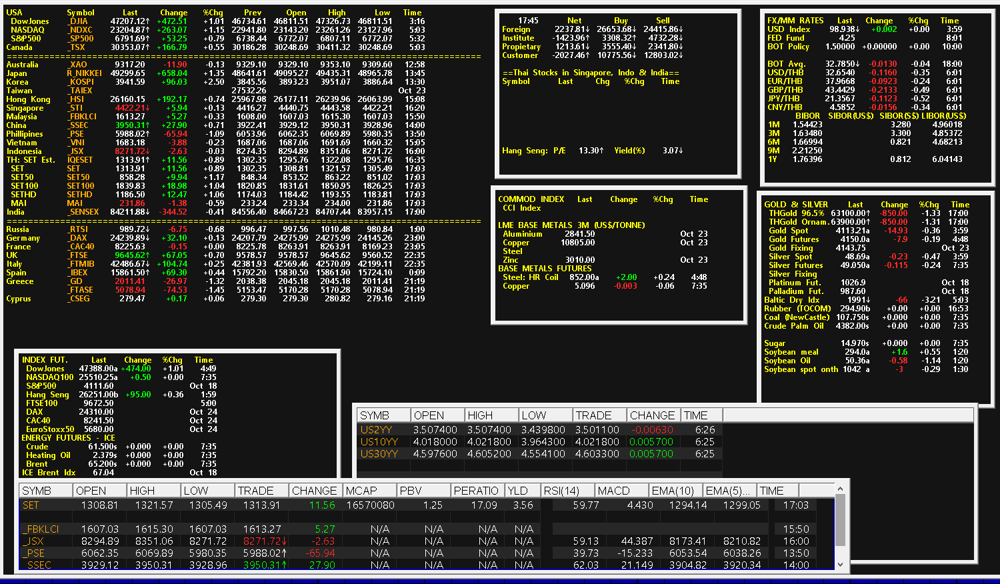 USA Symbol Last Change %Chg Prev Open High Low Time
DowJones _DJIA 47207.12↑ +472.51 +1.01 46734.61 46811.51 47326.73 46811.51 3:16
NASDAQ _NDXC 23204.87↑ +263.07 +1.15 22941.80 23143.20 23261.26 23127.96 5:03
S&P500 _SP500 6791.69↑ +53.25 +0.79 6738.44 6772.07 6807.11 6772.07 5:32
Canada _TSX 30353.07↑ +166.79 +0.55 30186.28 30248.69 30411.32 30248.69 5:03
Australia _XAO 9317.20 -11.90 -0.13 9329.10 9329.10 9353.10 9309.60 12:58
Japan R_NIKKEI 49299.65 +658.04 +1.35 48641.61 49095.27 49435.31 48965.78 13:45
Korea _KOSPI 3941.59 +96.03 +2.50 3845.56 3893.23 3951.07 3886.64 13:30
Taiwan _TAIEX 27532.26 Oct 23
Hong Kong _HSI 26160.15 +192.17 +0.74 25967.98 26177.11 26239.96 26063.99 15:08
Singapore _STI 4422.21↓ +5.94 +0.13 4416.27 4440.75 4443.58 4422.21 16:20
Malaysia _FBKLCI 1613.27 +5.27 +0.33 1608.00 1607.03 1615.30 1607.03 15:50
China _SSEC 3950.31↑ +27.90 +0.71 3922.41 3929.12 3950.31 3928.96 14:00
Phillipines _PSE 5988.02↑ -65.94 -1.09 6053.96 6062.35 6069.89 5980.35 13:50
Vietnam _VNI 1683.18 -3.88 -0.23 1687.06 1687.06 1691.69 1660.32 15:05
Indonesia _JSX 8271.72↓ -2.63 -0.03 8274.35 8294.89 8351.06 8271.72 16:00
TH: SET Est. IQESET 1313.91↑ +11.56 +0.89 1302.35 1295.76 1322.08 1295.76 16:35
SET SET 1313.91 +11.56 +0.89 1302.35 1308.81 1321.57 1305.49 17:03
SET50 SET50 858.28 +9.94 +1.17 848.34 853.52 863.22 851.02 17:03
SET100 SET100 1839.83 +18.98 +1.04 1820.85 1831.61 1850.95 1826.25 17:03
SETHD SETHD 1186.50 +12.47 +1.06 1174.03 1184.42 1193.55 1183.81 17:03
MAI MAI 231.86 -1.38 -0.59 233.24 233.34 234.00 231.86 17:03
India _SENSEX 84211.88↓ -344.52 -0.41 84556.40 84667.23 84707.44 83957.15 17:00
Russia _RTSI 989.72↓ -6.75 -0.68 996.47 997.56 1010.48 980.84 1:00
Germany _DAX 24239.89↓ +32.10 +0.13 24207.79 24275.99 24275.99 24145.26 23:00
France _CAC40 8225.63 -0.15 +0.00 8225.78 8263.91 8263.91 8169.23 23:05
UK _FTSE 9645.62↑ +67.05 +0.70 9578.57 9578.57 9645.62 9560.52 22:35
Italy _FTMIB 42486.67↓ +104.74 +0.25 42381.93 42569.46 42570.09 42199.11 22:35
Spain _IBEX 15861.50↑ +69.30 +0.44 15792.20 15830.50 15861.90 15724.10 0:09
Greece _GD 2011.41 -26.97 -1.32 2038.38 2045.18 2045.18 2011.41 21:19
_FTASE 5078.94 -74.53 -1.45 5153.47 5170.28 5170.28 5078.94 21:19
Cyprus _CSEG 279.47 +0.17 +0.06 279.30 279.30 280.82 279.16 21:19
17:45 Net Buy Sell
Foreign 2237.81↓ 26653.68↓ 24415.86↓
Institute -1423.96↑ 3308.32↑ 4732.28↓
Propietary 1213.61↓ 3555.40↓ 2341.80↓
Customer -2027.46↑ 10775.56↓ 12803.02↓
==Thai Stocks in Singapore, Indo & India==
Symbol Last Chg %Chg Time
Hang Seng: P/E 13.30↑ Yield(%) 3.07↓
FX/MM RATES Last Change %Chg Time
USD Index 98.938↓ +0.002 +0.00 3:59
FED Fund 4.25 8:01
BOT Policy 1.50000 +0.00000 +0.00 10:00
BOT Avg. 32.7850↓ -0.0130 -0.04 18:00
USD/THB 32.6540 -0.1160 -0.35 6:01
EUR/THB 37.9668 -0.0923 -0.24 6:01
GBP/THB 43.4429 -0.2133 -0.49 6:01
JPY/THB 21.3567 -0.1123 -0.52 6:01
CNY/THB 4.5852 -0.0156 -0.34 6:01
BIBOR SIBOR(US$) SIBOR(S$) LIBOR(US$)
1M 1.54423 3.280 4.96018
3M 1.63480 3.300 4.85372
6M 1.66994 0.821 4.68213
9M 2.21250
1Y 1.76396 0.812 6.04143
COMMOD INDEX Last Change %Chg Time
CCI Index
LME BASE METALS 3M (US$/TONNE)
Aluminium 2841.50 Oct 23
Copper 10805.00 Oct 23
Steel
Zinc 3010.00 Oct 23
BASE METALS FUTURES
Steel: HR Coil 852.00a +2.00 +0.24 4:48
Copper 5.096 -0.003 -0.06 7:35
GOLD & SILVER Last Change %Chg Time
THGold 96.5% 63100.00↑ -850.00 -1.33 17:00
THGold Ornam. 63900.00↑ -850.00 -1.31 17:00
Gold Spot 4113.21a -14.93 -0.36 3:59
Gold Futures 4150.0a -7.9 -0.19 4:48
Gold Fixing 4143.75 Oct 23
Silver Spot 48.69a -0.23 -0.47 3:59
Silver Futures 49.050a -0.115 -0.24 7:35
Silver Fixing
Platinum Fut. 1026.9 Oct 18
Palladium Fut. 987.60 Oct 18
Baltic Dry Idx 1991↓ -66 -3.21 5:03
Rubber (TOCOM) 294.90b +0.00 +0.00 16:53
Coal (NewCastle) 107.750s +0.000 +0.00 7:35
Crude Palm Oil 4382.00s +0.00 +0.00 7:35
Sugar 14.970s +0.000 +0.00 7:35
Soybean meal 294.0a +1.6 +0.55 1:20
Soybean Oil 50.36a -0.58 -1.14 1:20
Soybean spot onth 1042 a -3 -0.29 1:30
INDEX FUT. Last Change %Chg Time
DowJones 47388.00a +474.00 +1.01 4:49
NASDAQ100 25510.25a +0.50 +0.00 7:35
S&P500 4111.60 Oct 18
Hang Seng 26251.00b +95.00 +0.36 1:59
FTSE100 9672.50 5:00
DAX 24310.00 Oct 24
CAC40 8241.50 Oct 24
EuroStoxx50 5680.00 Oct 24
ENERGY FUTURES - ICE
Crude 61.500s +0.000 +0.00 7:35
Heating Oil 2.379s +0.000 +0.00 7:35
Brent 65.200s +0.000 +0.00 7:35
ICE Brent Idx 67.04 Oct 18
SYMB OPEN HIGH LOW TRADE CHANGE TIME
US2YY 3.507400 3.507400 3.439800 3.501100 -0.00630 6:26
US10YY 4.018000 4.021800 3.964300 4.021800 0.005700 6:25
US30YY 4.597600 4.605200 4.554100 4.603300 0.005700 6:25
SYMB OPEN HIGH LOW TRADE CHANGE MCAP PBV PERATIO YLD RSI(14) MACD EMA(10) EMA(5)... TIME
SET 1308.81 1321.57 1305.49 1313.91 11.56 16570080 1.25 17.09 3.56 59.77 4.430 1294.14 1299.05 17:03
_FBKLCI 1607.03 1615.30 1607.03 1613.27 5.27 N/A N/A N/A N/A 15:50
_JSX 8294.89 8351.06 8271.72 8271.72↓ -2.63 N/A N/A N/A N/A 59.13 44.387 8173.41 8210.82 16:00
_PSE 6062.35 6069.89 5980.35 5988.02↑ -65.94 N/A N/A N/A N/A 39.73 -15.233 6053.54 6038.26 13:50
_SSEC 3929.12 3950.31 3928.96 3950.31↑ 27.90 N/A N/A N/A N/A 62.03 21.149 3904.82 3920.34 14:00